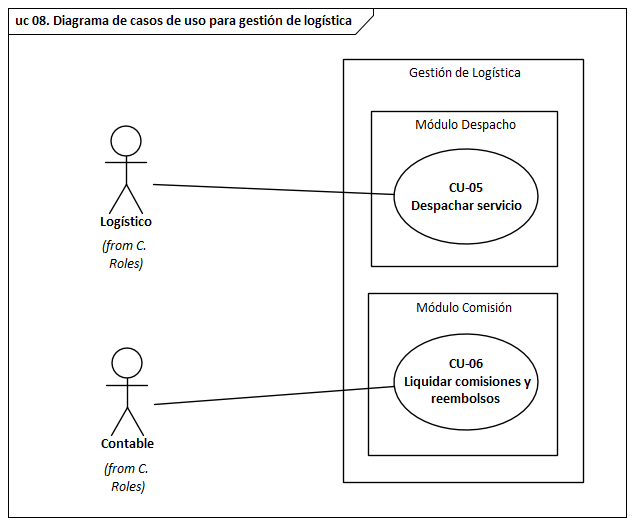 uc 08. Diagrama de casos de uso para gestión de logística
Gestión de Logística
Módulo Despacho
CU-05
Despachar servicio
Logístico
(from C.
Roles)
Módulo Comisión
CU-06
Liquidar comisiones y
reembolsos
Contable
(from C.
Roles)